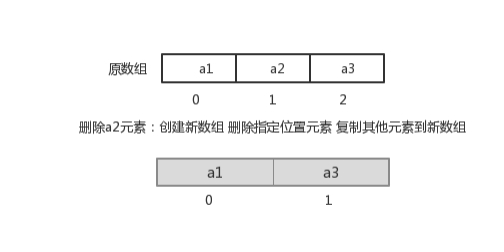 原数组 a1 a2 a3
0 1 2
删除a2元素：创建新数组 删除指定位置元素 复制其他元素到新数组
a1 a3
0 1